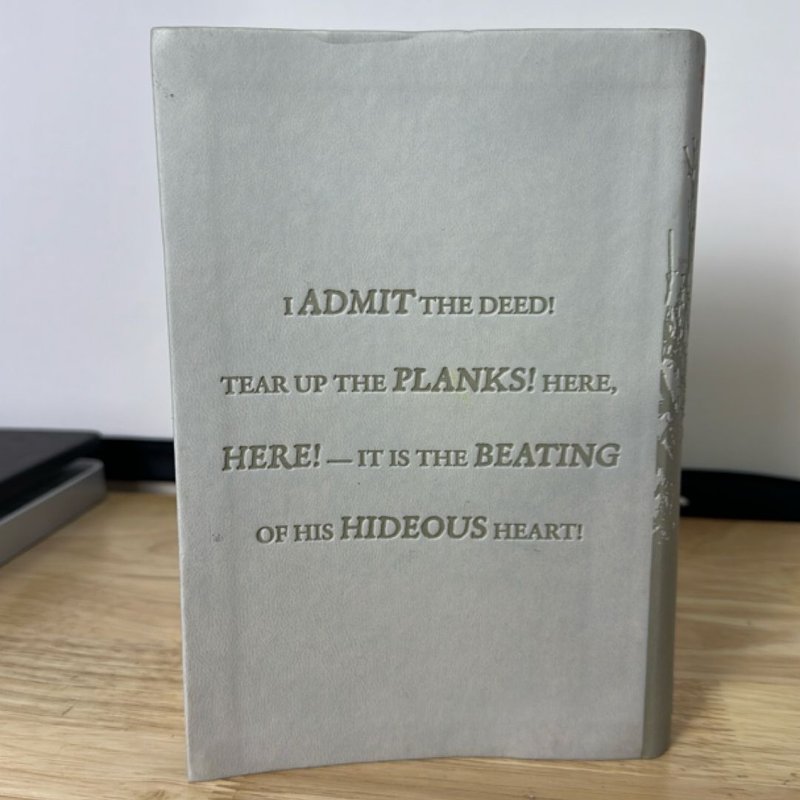 I ADMIT THE DEED!
TEAR UP THE PLANKS! HERE,
HERE! — IT IS THE BEATING
OF HIS HIDEOUS HEART!